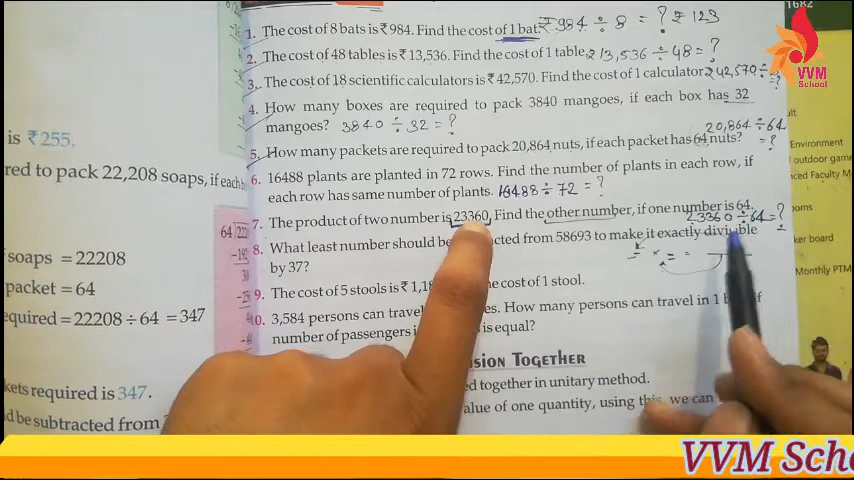 1682
VVM
School
is ₹255.
red to pack 22,208 soaps, if each b
soaps = 22208
packet = 64
equired = 22208 ÷ 64 = 347
kets required is 347.
d be subtracted from
64
1. The cost of 8 bats is ₹ 984. Find the cost of 1 bat. ₹ 984 ÷ 8 = ? ₹ 123
2. The cost of 48 tables is ₹ 13,536. Find the cost of 1 table. ₹ 13,536 ÷ 48 = ?
3. The cost of 18 scientific calculators is ₹ 42,570. Find the cost of 1 calculator. ₹ 42,570 ÷ ?
4. How many boxes are required to pack 3840 mangoes, if each box has 32
mangoes? 3840 ÷ 32 = ?
20,864 ÷ 64
5. How many packets are required to pack 20,864 nuts, if each packet has 64 nuts? = ?
6. 16488 plants are planted in 72 rows. Find the number of plants in each row, if
each row has same number of plants. 16488 ÷ 72 = ?
7. The product of two number is 23360, Find the other number, if one number is 64.
23360 ÷ 64 = ?
8. What least number should be acted from 58693 to make it exactly divisible
by 37?
9. The cost of 5 stools is ₹ 1,18 e cost of 1 stool.
0. 3,584 persons can trave es. How many persons can travel in 1 b if
number of passengers i is equal?
sion Together
d together in unitary method.
alue of one quantity, using this, we can
Environment
outdoor game
ced Faculty M
oms
ker board
Monthly PTM
VVM Scho